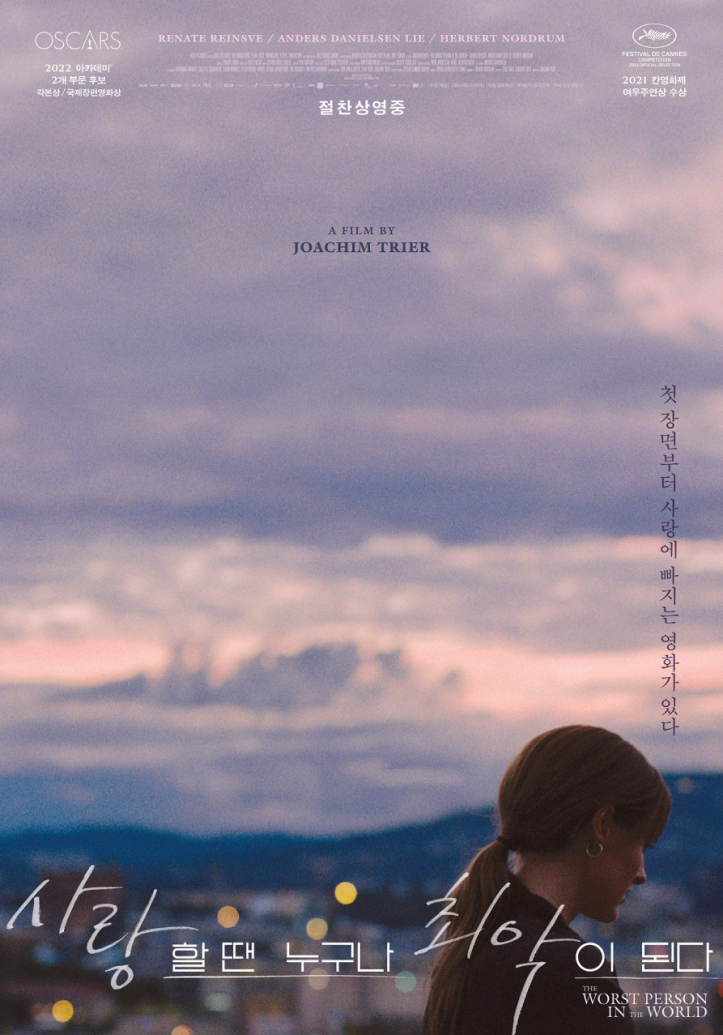 OSCARS
2022 아카데미
2개 부문 후보
각본상 / 국제장편영화상
RENATE REINSVE / ANDERS DANIELSEN LIE / HERBERT NORDRUM
절찬상영중
FESTIVAL DE CANNES
COMPETITION
2021 OFFICIAL SELECTION
2021 칸영화제
여우주연상 수상
A FILM BY
JOACHIM TRIER
첫 장면부터 사랑에 빠지는 영화가 있다
사랑할 땐 누구나 최악이 된다
THE
WORST PERSON
IN THE WORLD